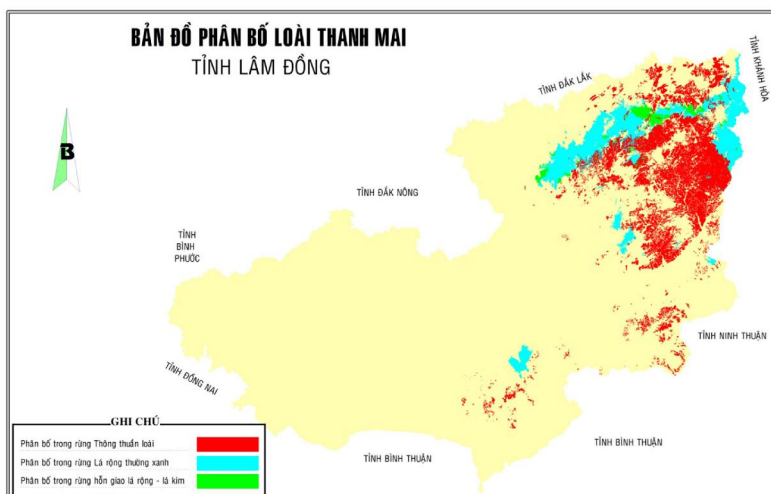 BẢN ĐỒ PHÂN BỐ LOÀI THANH MAI
TỈNH LÂM ĐỒNG
TỈNH KHÁNH HÒA
TỈNH ĐẮK LẮK
B
TỈNH ĐẮK NÔNG
TỈNH
BÌNH
PHƯỚC
TỈNH NINH THUẬN
TỈNH ĐỒNG NAI
GHI CHÚ
Phân bố trong rừng Thông thuần loài
Phân bố trong rừng Lá rộng thường xanh
Phân bố trong rừng hỗn giao lá rộng - lá kim
TỈNH BÌNH THUẬN
TỈNH BÌNH THUẬN